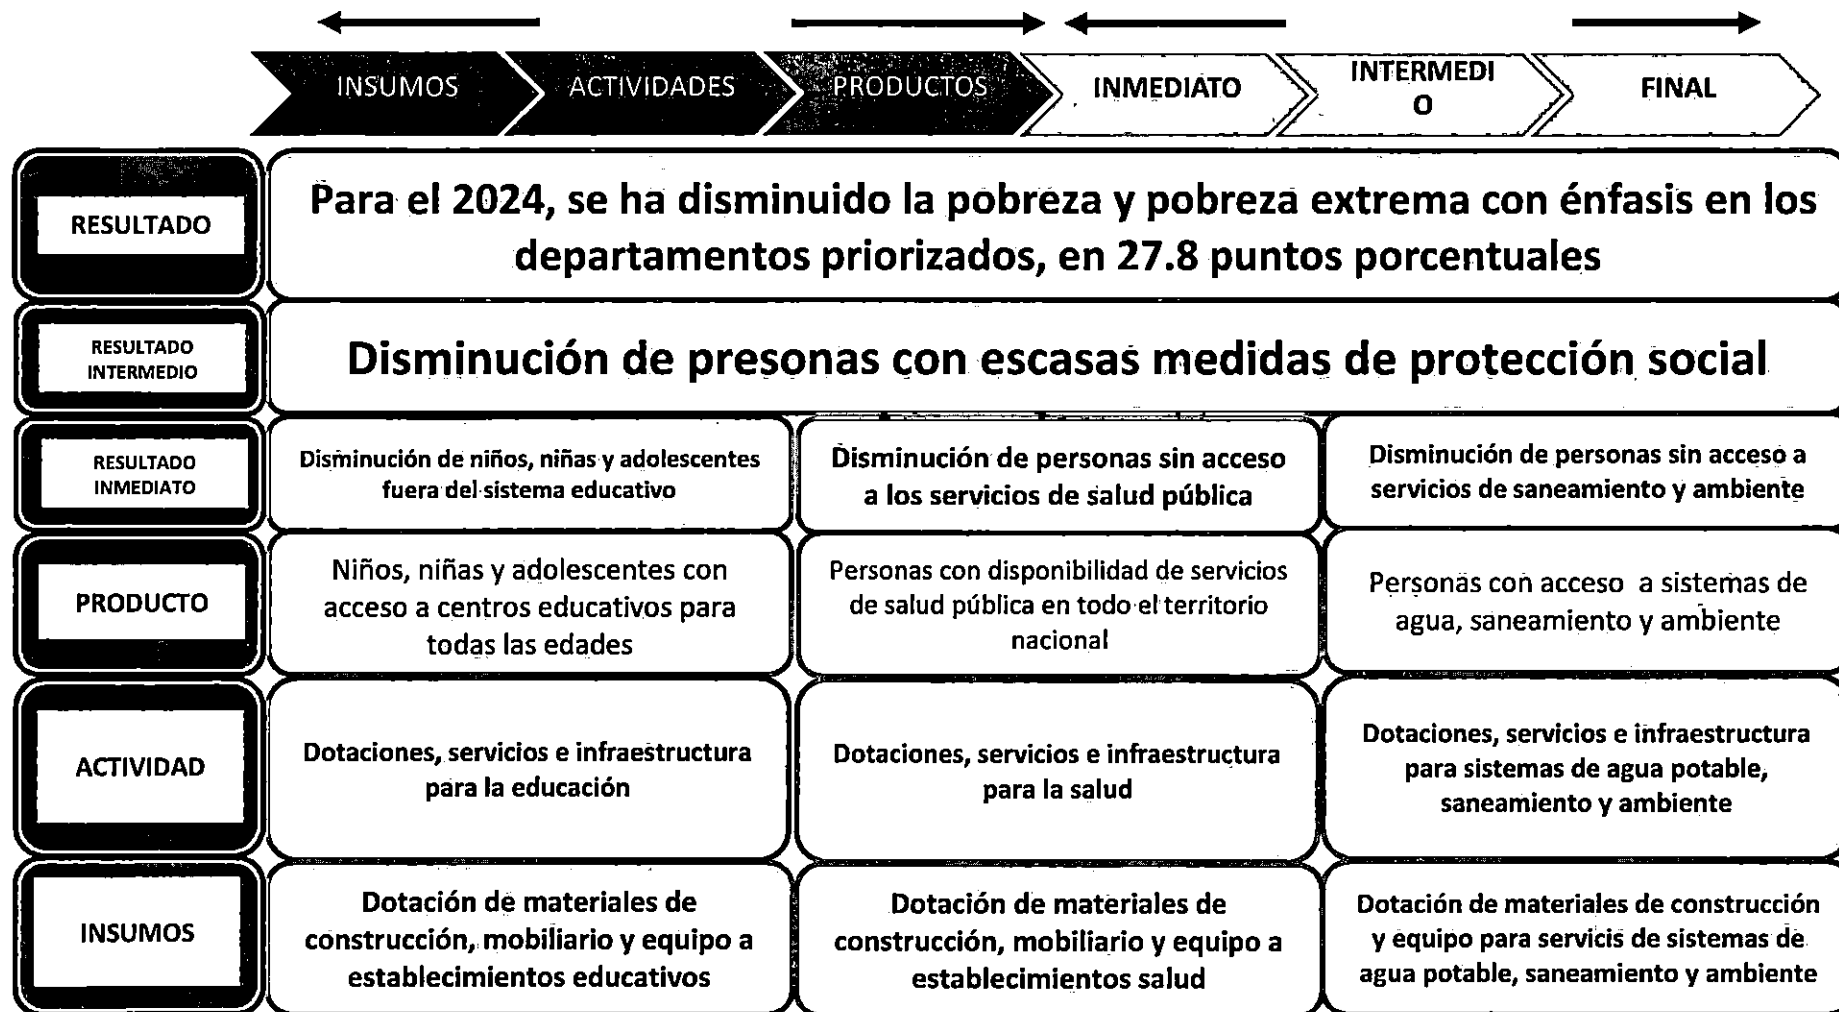 INSUMOS
ACTIVIDADES
PRODUCTOS
INMEDIATO
INTERMEDI
O
FINAL
RESULTADO
Para el 2024, se ha disminuido la pobreza y pobreza extrema con énfasis en los
departamentos priorizados, en 27.8 puntos porcentuales
RESULTADO
INTERMEDIO
Disminución de presonas con escasas medidas de protección social
RESULTADO
INMEDIATO
Disminución de niños, niñas y adolescentes
fuera del sistema educativo
Disminución de personas sin acceso
a los servicios de salud pública
Disminución de personas sin acceso a
servicios de saneamiento y ambiente
PRODUCTO
Niños, niñas y adolescentes con
acceso a centros educativos para
todas las edades
Personas con disponibilidad de servicios
de salud pública en todo el territorio
nacional
Personas con acceso a sistemas de
agua, saneamiento y ambiente
ACTIVIDAD
Dotaciones, servicios e infraestructura
para la educación
Dotaciones, servicios e infraestructura
para la salud
Dotaciones, servicios e infraestructura
para sistemas de agua potable,
saneamiento y ambiente
INSUMOS
Dotación de materiales de
construcción, mobiliario y equipo a
establecimientos educativos
Dotación de materiales de
construcción, mobiliario y equipo a
establecimientos salud
Dotación de materiales de construcción
y equipo para servicis de sistemas de
agua potable, saneamiento y ambiente